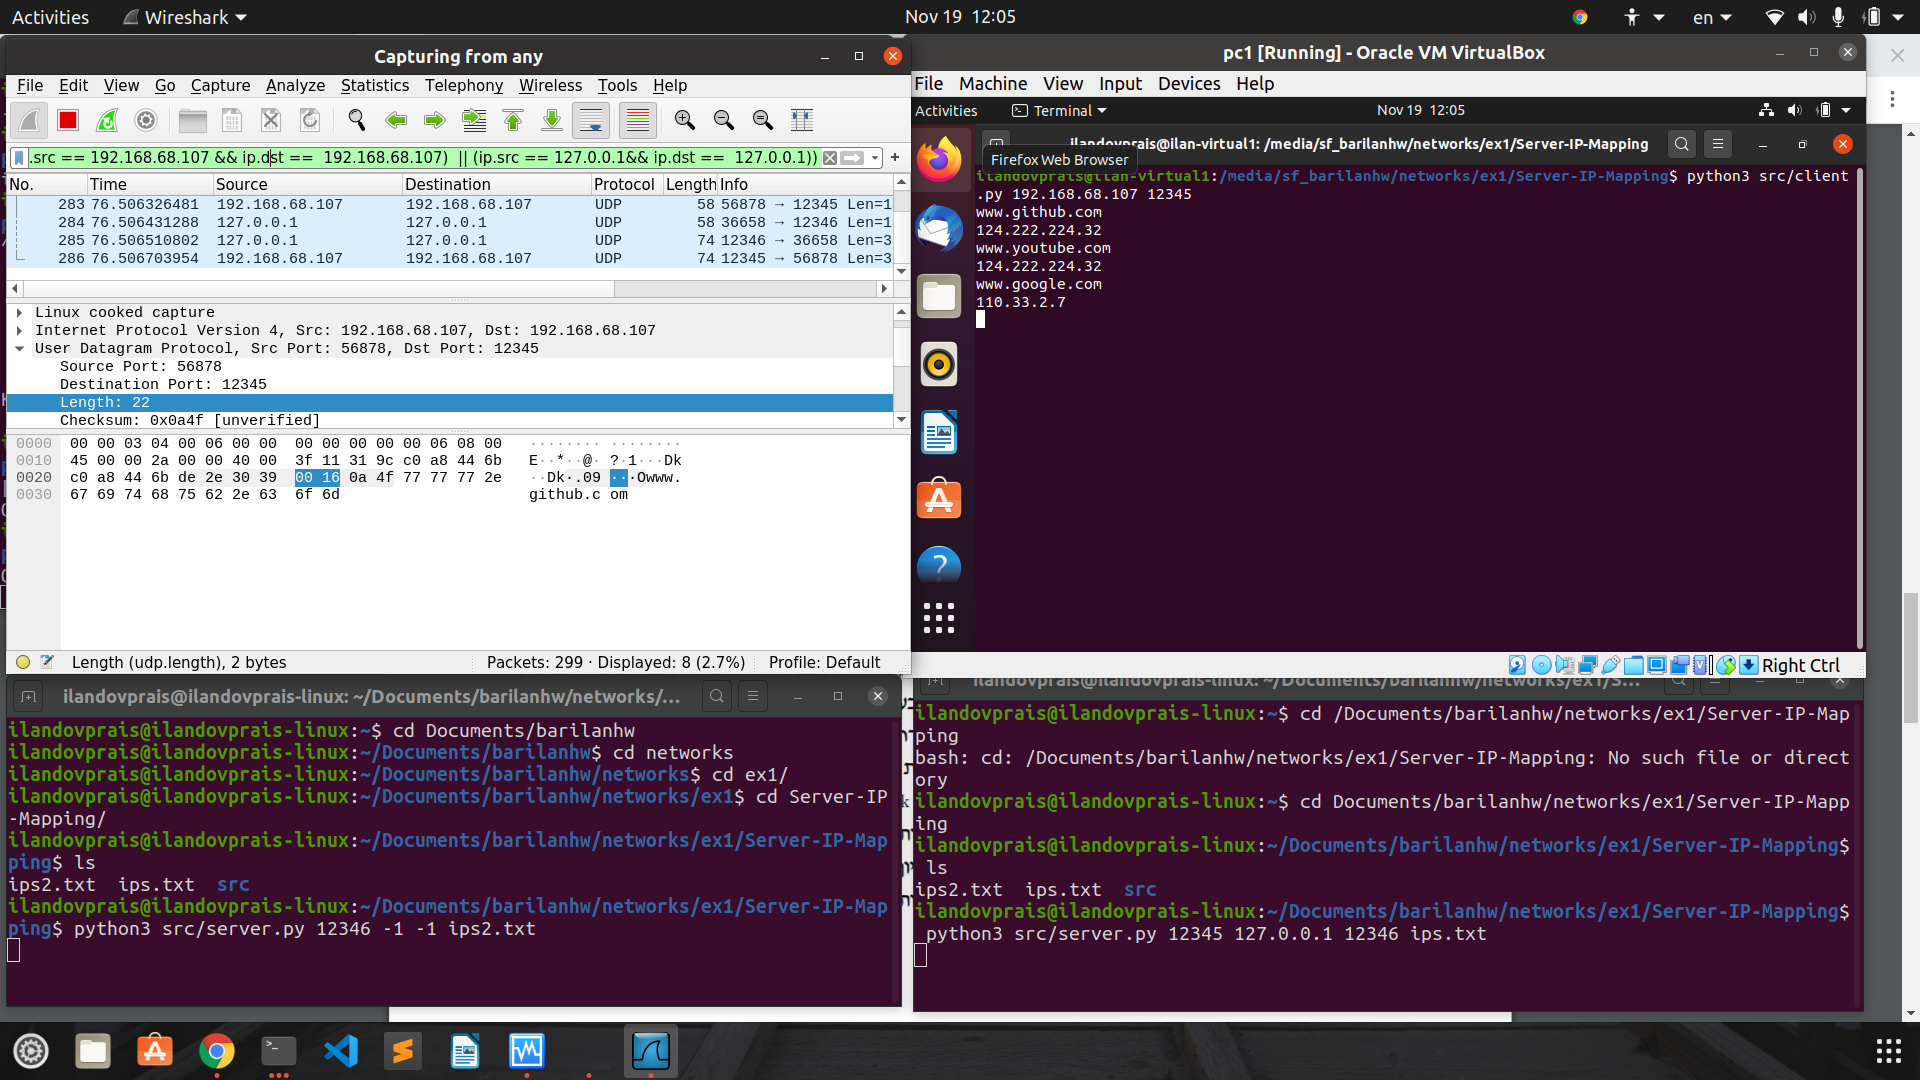 Activities Wireshark Nov 19 12:05 en
Capturing from any
File Edit View Go Capture Analyze Statistics Telephony Wireless Tools Help
.src == 192.168.68.107 && ip.dst ==  192.168.68.107)  || (ip.src == 127.0.0.1&& ip.dst ==  127.0.0.1))
No. Time Source Destination Protocol Length Info
283 76.506326481 192.168.68.107 192.168.68.107 UDP 58 56878 → 12345 Len=1
284 76.506431288 127.0.0.1 127.0.0.1 UDP 58 36658 → 12346 Len=1
285 76.506510802 127.0.0.1 127.0.0.1 UDP 74 12346 → 36658 Len=3
286 76.506703954 192.168.68.107 192.168.68.107 UDP 74 12345 → 56878 Len=3
Linux cooked capture
Internet Protocol Version 4, Src: 192.168.68.107, Dst: 192.168.68.107
User Datagram Protocol, Src Port: 56878, Dst Port: 12345
Source Port: 56878
Destination Port: 12345
Length: 22
Checksum: 0x0a4f [unverified]
0000 00 00 03 04 00 06 00 00 00 00 00 00 00 06 08 00 ········ ········
0010 45 00 00 2a 00 00 40 00 3f 11 31 9c c0 a8 44 6b E··*··@· ?·1···Dk
0020 c0 a8 44 6b de 2e 30 39 00 16 0a 4f 77 77 77 2e ··Dk·.09 ···Owww.
0030 67 69 74 68 75 62 2e 63 6f 6d github.c om
Length (udp.length), 2 bytes Packets: 299 · Displayed: 8 (2.7%) Profile: Default
pc1 [Running] - Oracle VM VirtualBox
File Machine View Input Devices Help
Activities Terminal Nov 19 12:05
ilandovprais@ilan-virtual1: /media/sf_barilanhw/networks/ex1/Server-IP-Mapping
Firefox Web Browser
ilandovprais@ilan-virtual1:/media/sf_barilanhw/networks/ex1/Server-IP-Mapping$ python3 src/client
.py 192.168.68.107 12345
www.github.com
124.222.224.32
www.youtube.com
124.222.224.32
www.google.com
110.33.2.7
Right Ctrl
ilandovprais@ilandovprais-linux: ~/Documents/barilanhw/networks/...
ilandovprais@ilandovprais-linux:~$ cd Documents/barilanhw
ilandovprais@ilandovprais-linux:~/Documents/barilanhw$ cd networks
ilandovprais@ilandovprais-linux:~/Documents/barilanhw/networks$ cd ex1/
ilandovprais@ilandovprais-linux:~/Documents/barilanhw/networks/ex1$ cd Server-IP
-Mapping/
ilandovprais@ilandovprais-linux:~/Documents/barilanhw/networks/ex1/Server-IP-Map
ping$ ls
ips2.txt  ips.txt  src
ilandovprais@ilandovprais-linux:~/Documents/barilanhw/networks/ex1/Server-IP-Map
ping$ python3 src/server.py 12346 -1 -1 ips2.txt
ilandovprais@ilandovprais-linux: ~/Documents/barilanhw/networks/ex1/S...
ilandovprais@ilandovprais-linux:~$ cd /Documents/barilanhw/networks/ex1/Server-IP-Map
ping
bash: cd: /Documents/barilanhw/networks/ex1/Server-IP-Mapping: No such file or direct
ory
ilandovprais@ilandovprais-linux:~$ cd Documents/barilanhw/networks/ex1/Server-IP-Mapp
ing
ilandovprais@ilandovprais-linux:~/Documents/barilanhw/networks/ex1/Server-IP-Mapping$
ls
ips2.txt  ips.txt  src
ilandovprais@ilandovprais-linux:~/Documents/barilanhw/networks/ex1/Server-IP-Mapping$
python3 src/server.py 12345 127.0.0.1 12346 ips.txt